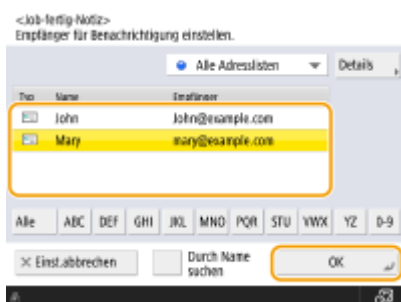 <Job-fertig-Notiz>
Empfänger für Benachrichtigung einstellen.
Alle Adresslisten
Details
Typ Name Empfänger
John John@example.com
Mary mary@example.com
Alle ABC DEF GHI JKL MNO PQR STU VWX YZ 0-9
× Einst.abbrechen
Durch Name
suchen
OK